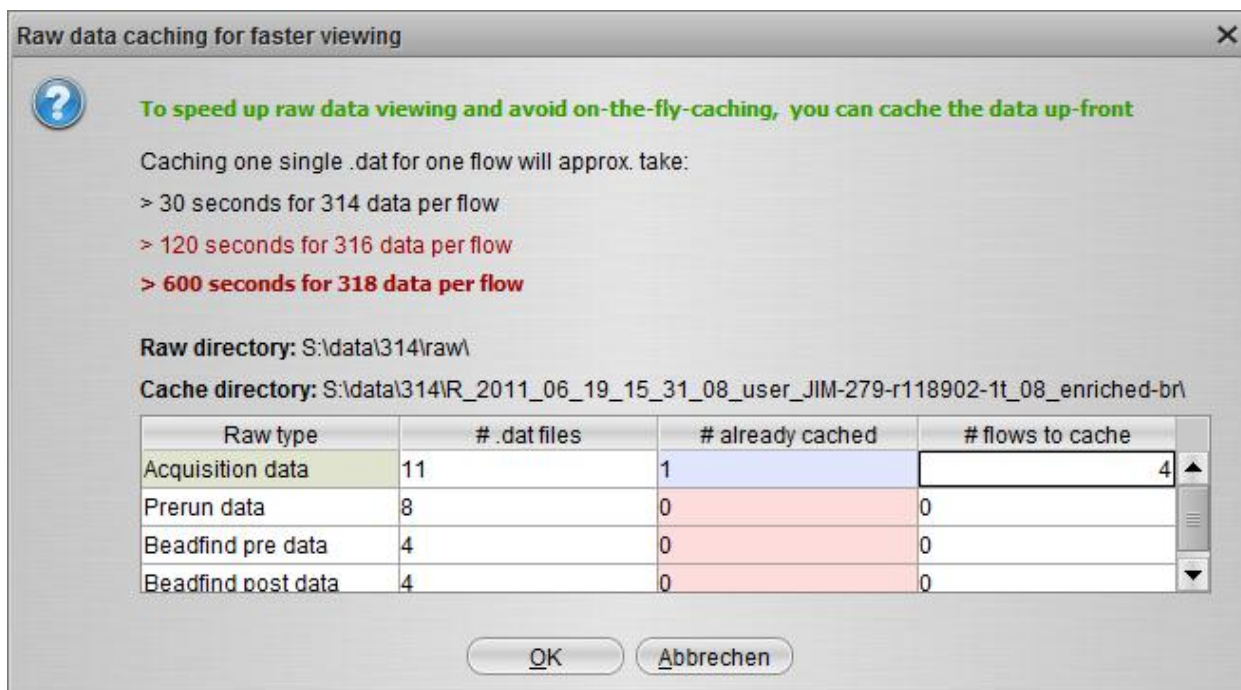 Raw data caching for faster viewing
To speed up raw data viewing and avoid on-the-fly-caching, you can cache the data up-front
Caching one single .dat for one flow will approx. take:
> 30 seconds for 314 data per flow
> 120 seconds for 316 data per flow
> 600 seconds for 318 data per flow
Raw directory: S:\data\314\raw\
Cache directory: S:\data\314\R_2011_06_19_15_31_08_user_JIM-279-r118902-1t_08_enriched-br\
Raw type # .dat files # already cached # flows to cache
Acquisition data 11 1 4
Prerun data 8 0 0
Beadfind pre data 4 0 0
Beadfind post data 4 0 0
OK Abbrechen